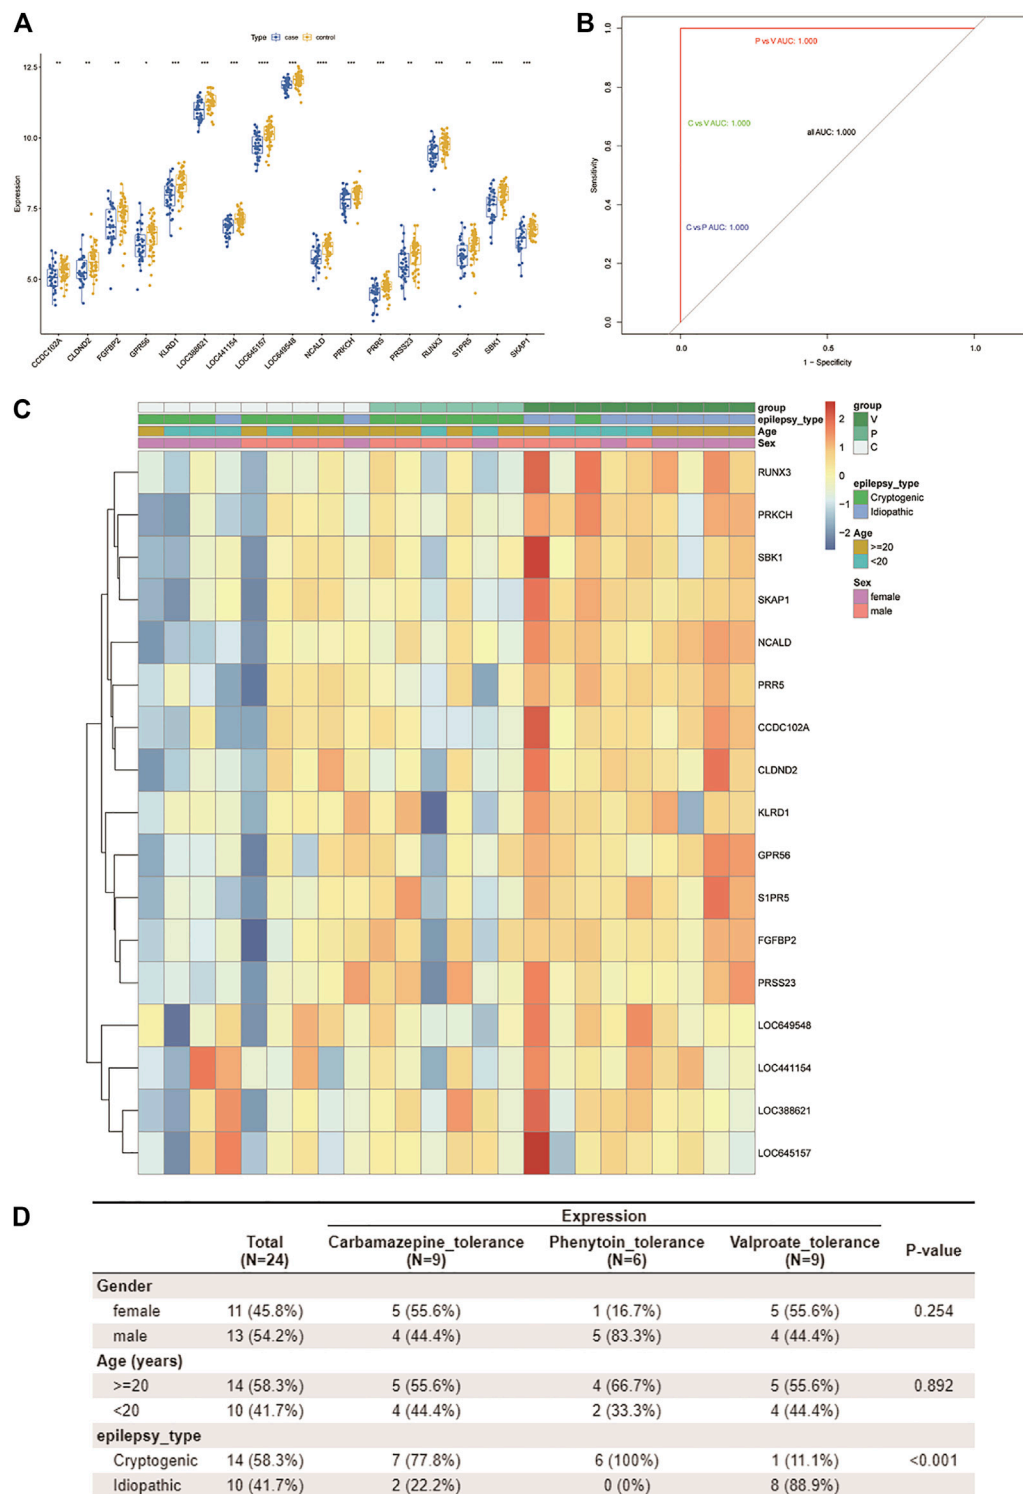 A
Type case control
** ** ** * *** *** *** **** *** **** *** *** ** *** ** **** ***
Expression
12.5
10.0
7.5
5.0
CCDC102A CLDND2 FGFBP2 GPR56 KLRD1 LOC388621 LOC441154 LOC645157 LOC649548 NCALD PRKCH PRR5 PRSS23 RUNX3 S1PR5 SBK1 SKAP1
B
P vs V AUC: 1.000
C vs V AUC: 1.000
all AUC: 1.000
C vs P AUC: 1.000
Sensitivity
1.0
0.8
0.6
0.4
0.2
0.0
0.0 0.5 1.0
1 − Specificity
C
group
epilepsy_type
Age
Sex
RUNX3
PRKCH
SBK1
SKAP1
NCALD
PRR5
CCDC102A
CLDND2
KLRD1
GPR56
S1PR5
FGFBP2
PRSS23
LOC649548
LOC441154
LOC388621
LOC645157
2
1
0
−1
−2
group
V
P
C
epilepsy_type
Cryptogenic
Idiopathic
Age
>=20
<20
Sex
female
male
D
Expression
Total Carbamazepine_tolerance Phenytoin_tolerance Valproate_tolerance P-value
(N=24) (N=9) (N=6) (N=9)
Gender
female 11 (45.8%) 5 (55.6%) 1 (16.7%) 5 (55.6%) 0.254
male 13 (54.2%) 4 (44.4%) 5 (83.3%) 4 (44.4%)
Age (years)
>=20 14 (58.3%) 5 (55.6%) 4 (66.7%) 5 (55.6%) 0.892
<20 10 (41.7%) 4 (44.4%) 2 (33.3%) 4 (44.4%)
epilepsy_type
Cryptogenic 14 (58.3%) 7 (77.8%) 6 (100%) 1 (11.1%) <0.001
Idiopathic 10 (41.7%) 2 (22.2%) 0 (0%) 8 (88.9%)